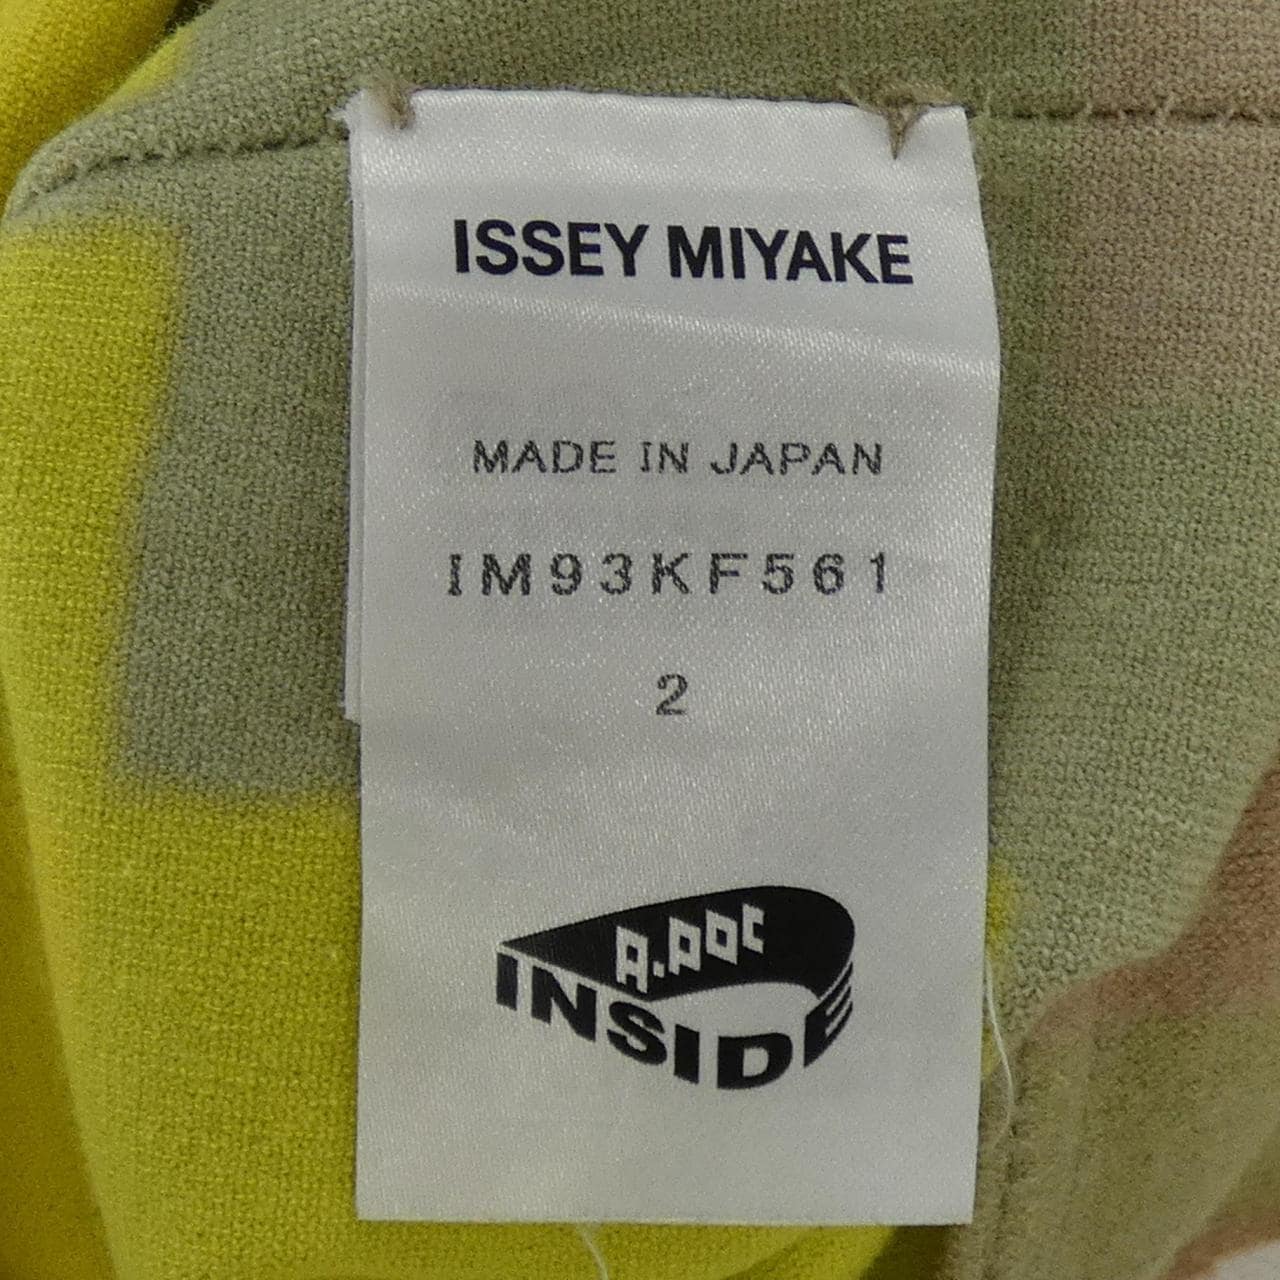 ISSEY MIYAKE
MADE IN JAPAN
IM93KF561
2
A.POC
INSIDE